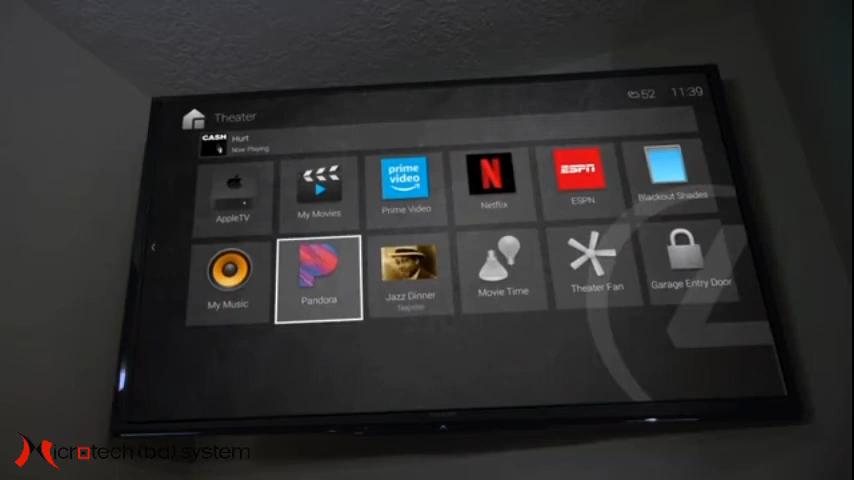 Theater
52 11:39
CASH
Hurt
Now Playing
AppleTV
My Movies
prime video
Prime Video
N
Netflix
ESPN
ESPN
Blackout Shades
My Music
Pandora
Jazz Dinner
Movie Time
Theater Fan
Garage Entry Door
Microtech (bd) system